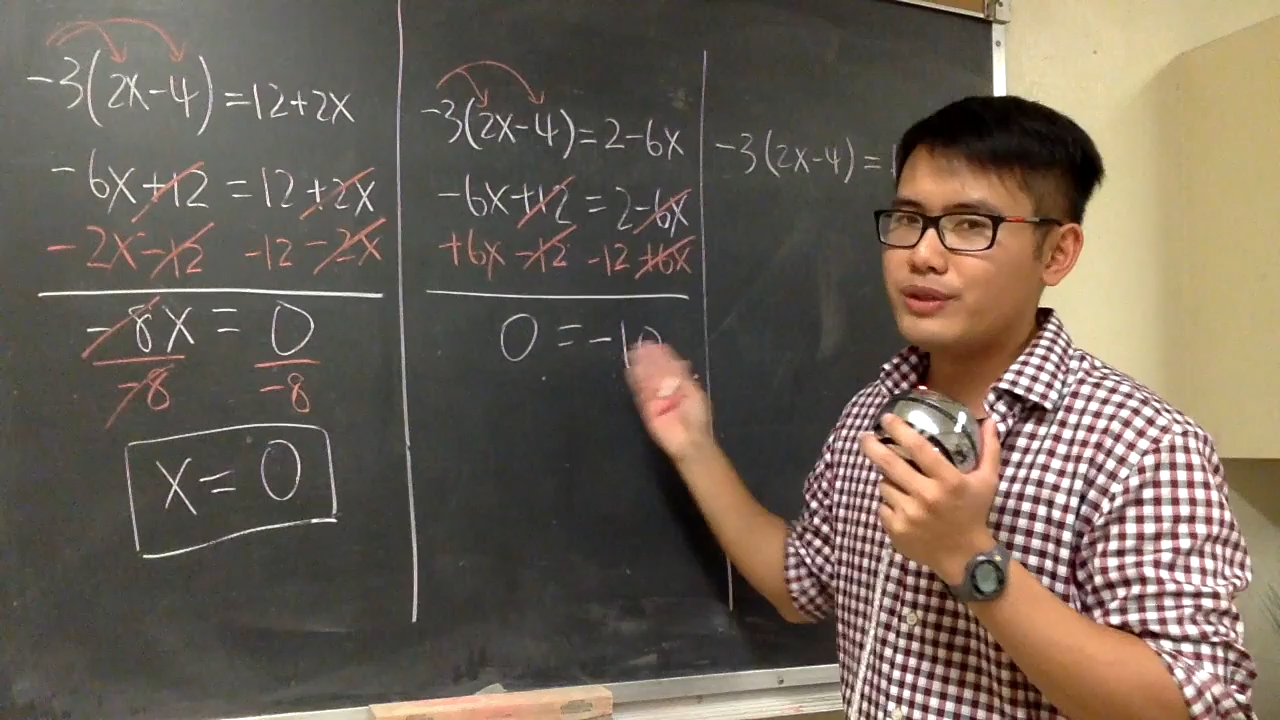 -3(2x-4)=12+2x
-6x+12=12+2x
-2x-12 -12-2x
-8x=0
-8 -8
x=0
-3(2x-4)=2-6x
-6x+12=2-6x
+6x-12 -12+6x
0=-10
-3(2x-4)=